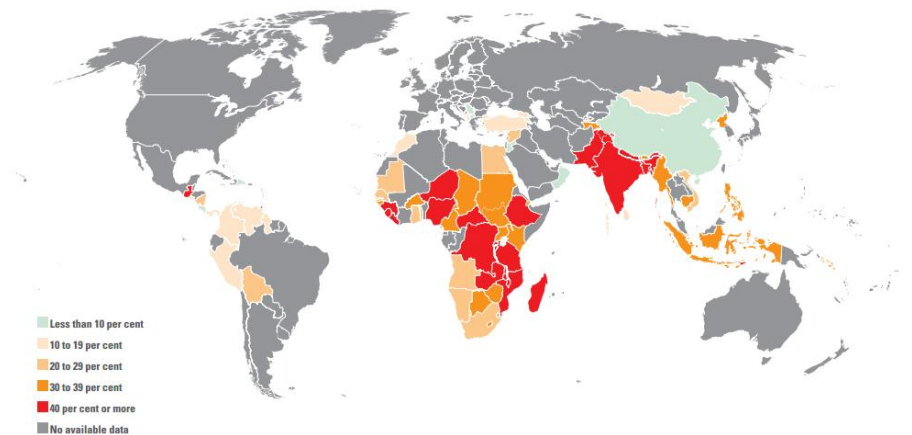 Less than 10 per cent
10 to 19 per cent
20 to 29 per cent
30 to 39 per cent
40 per cent or more
No available data